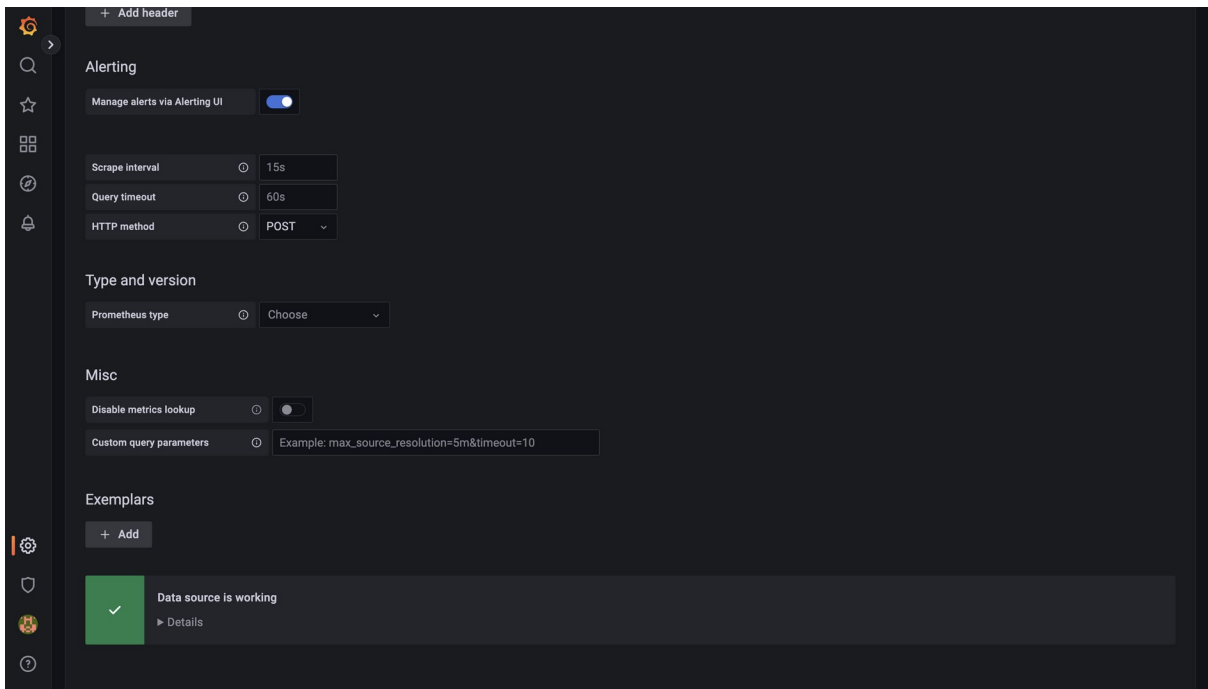 + Add header
Alerting
Manage alerts via Alerting UI
Scrape interval 15s
Query timeout 60s
HTTP method POST
Type and version
Prometheus type Choose
Misc
Disable metrics lookup
Custom query parameters Example: max_source_resolution=5m&timeout=10
Exemplars
+ Add
Data source is working
Details